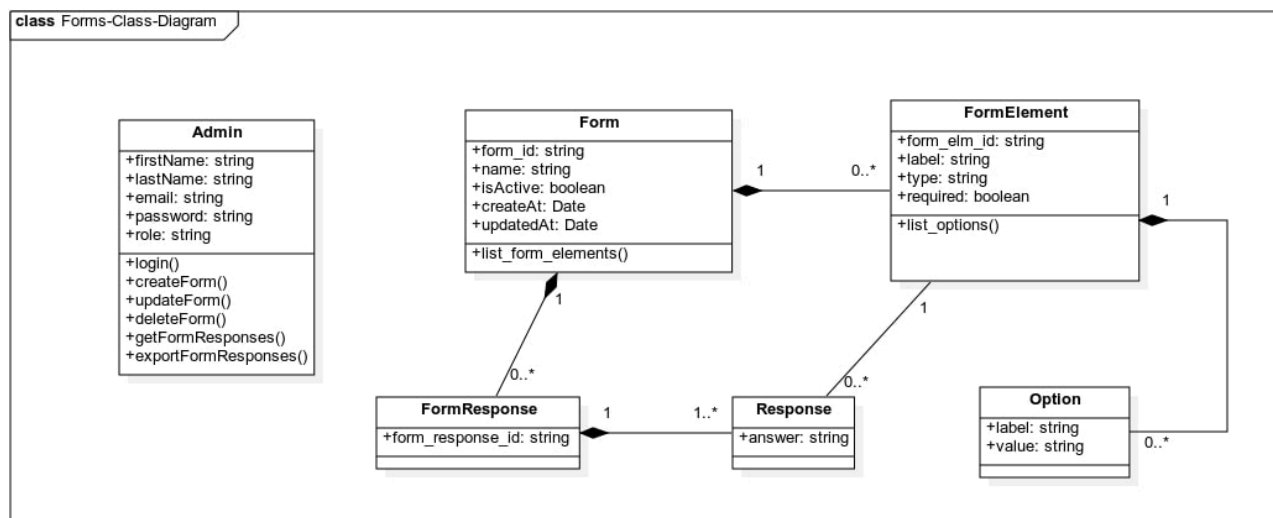 class Forms-Class-Diagram
Admin
+firstName: string
+lastName: string
+email: string
+password: string
+role: string
+login()
+createForm()
+updateForm()
+deleteForm()
+getFormResponses()
+exportFormResponses()
Form
+form_id: string
+name: string
+isActive: boolean
+createAt: Date
+updatedAt: Date
+list_form_elements()
1
0..*
FormElement
+form_elm_id: string
+label: string
+type: string
+required: boolean
+list_options()
1
1
0..*
1
0..*
FormResponse
+form_response_id: string
1
1..*
Response
+answer: string
Option
+label: string
+value: string
0..*